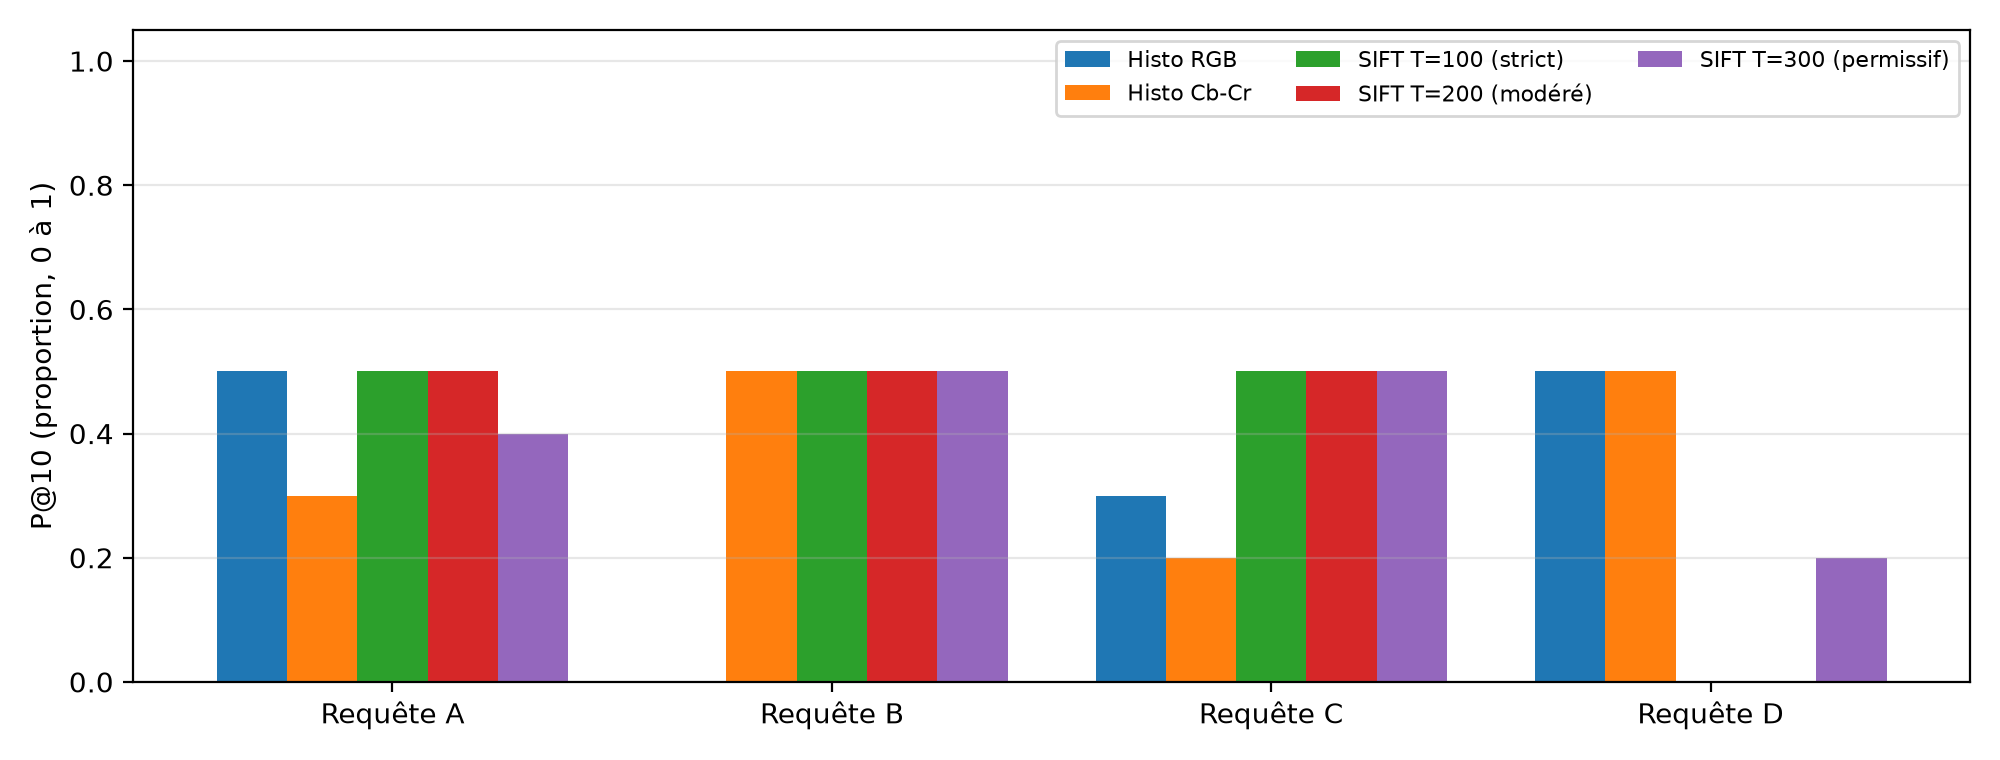 Histo RGB
Histo Cb-Cr
SIFT T=100 (strict)
SIFT T=200 (modéré)
SIFT T=300 (permissif)
P@10 (proportion, 0 à 1)
1.0
0.8
0.6
0.4
0.2
0.0
Requête A
Requête B
Requête C
Requête D